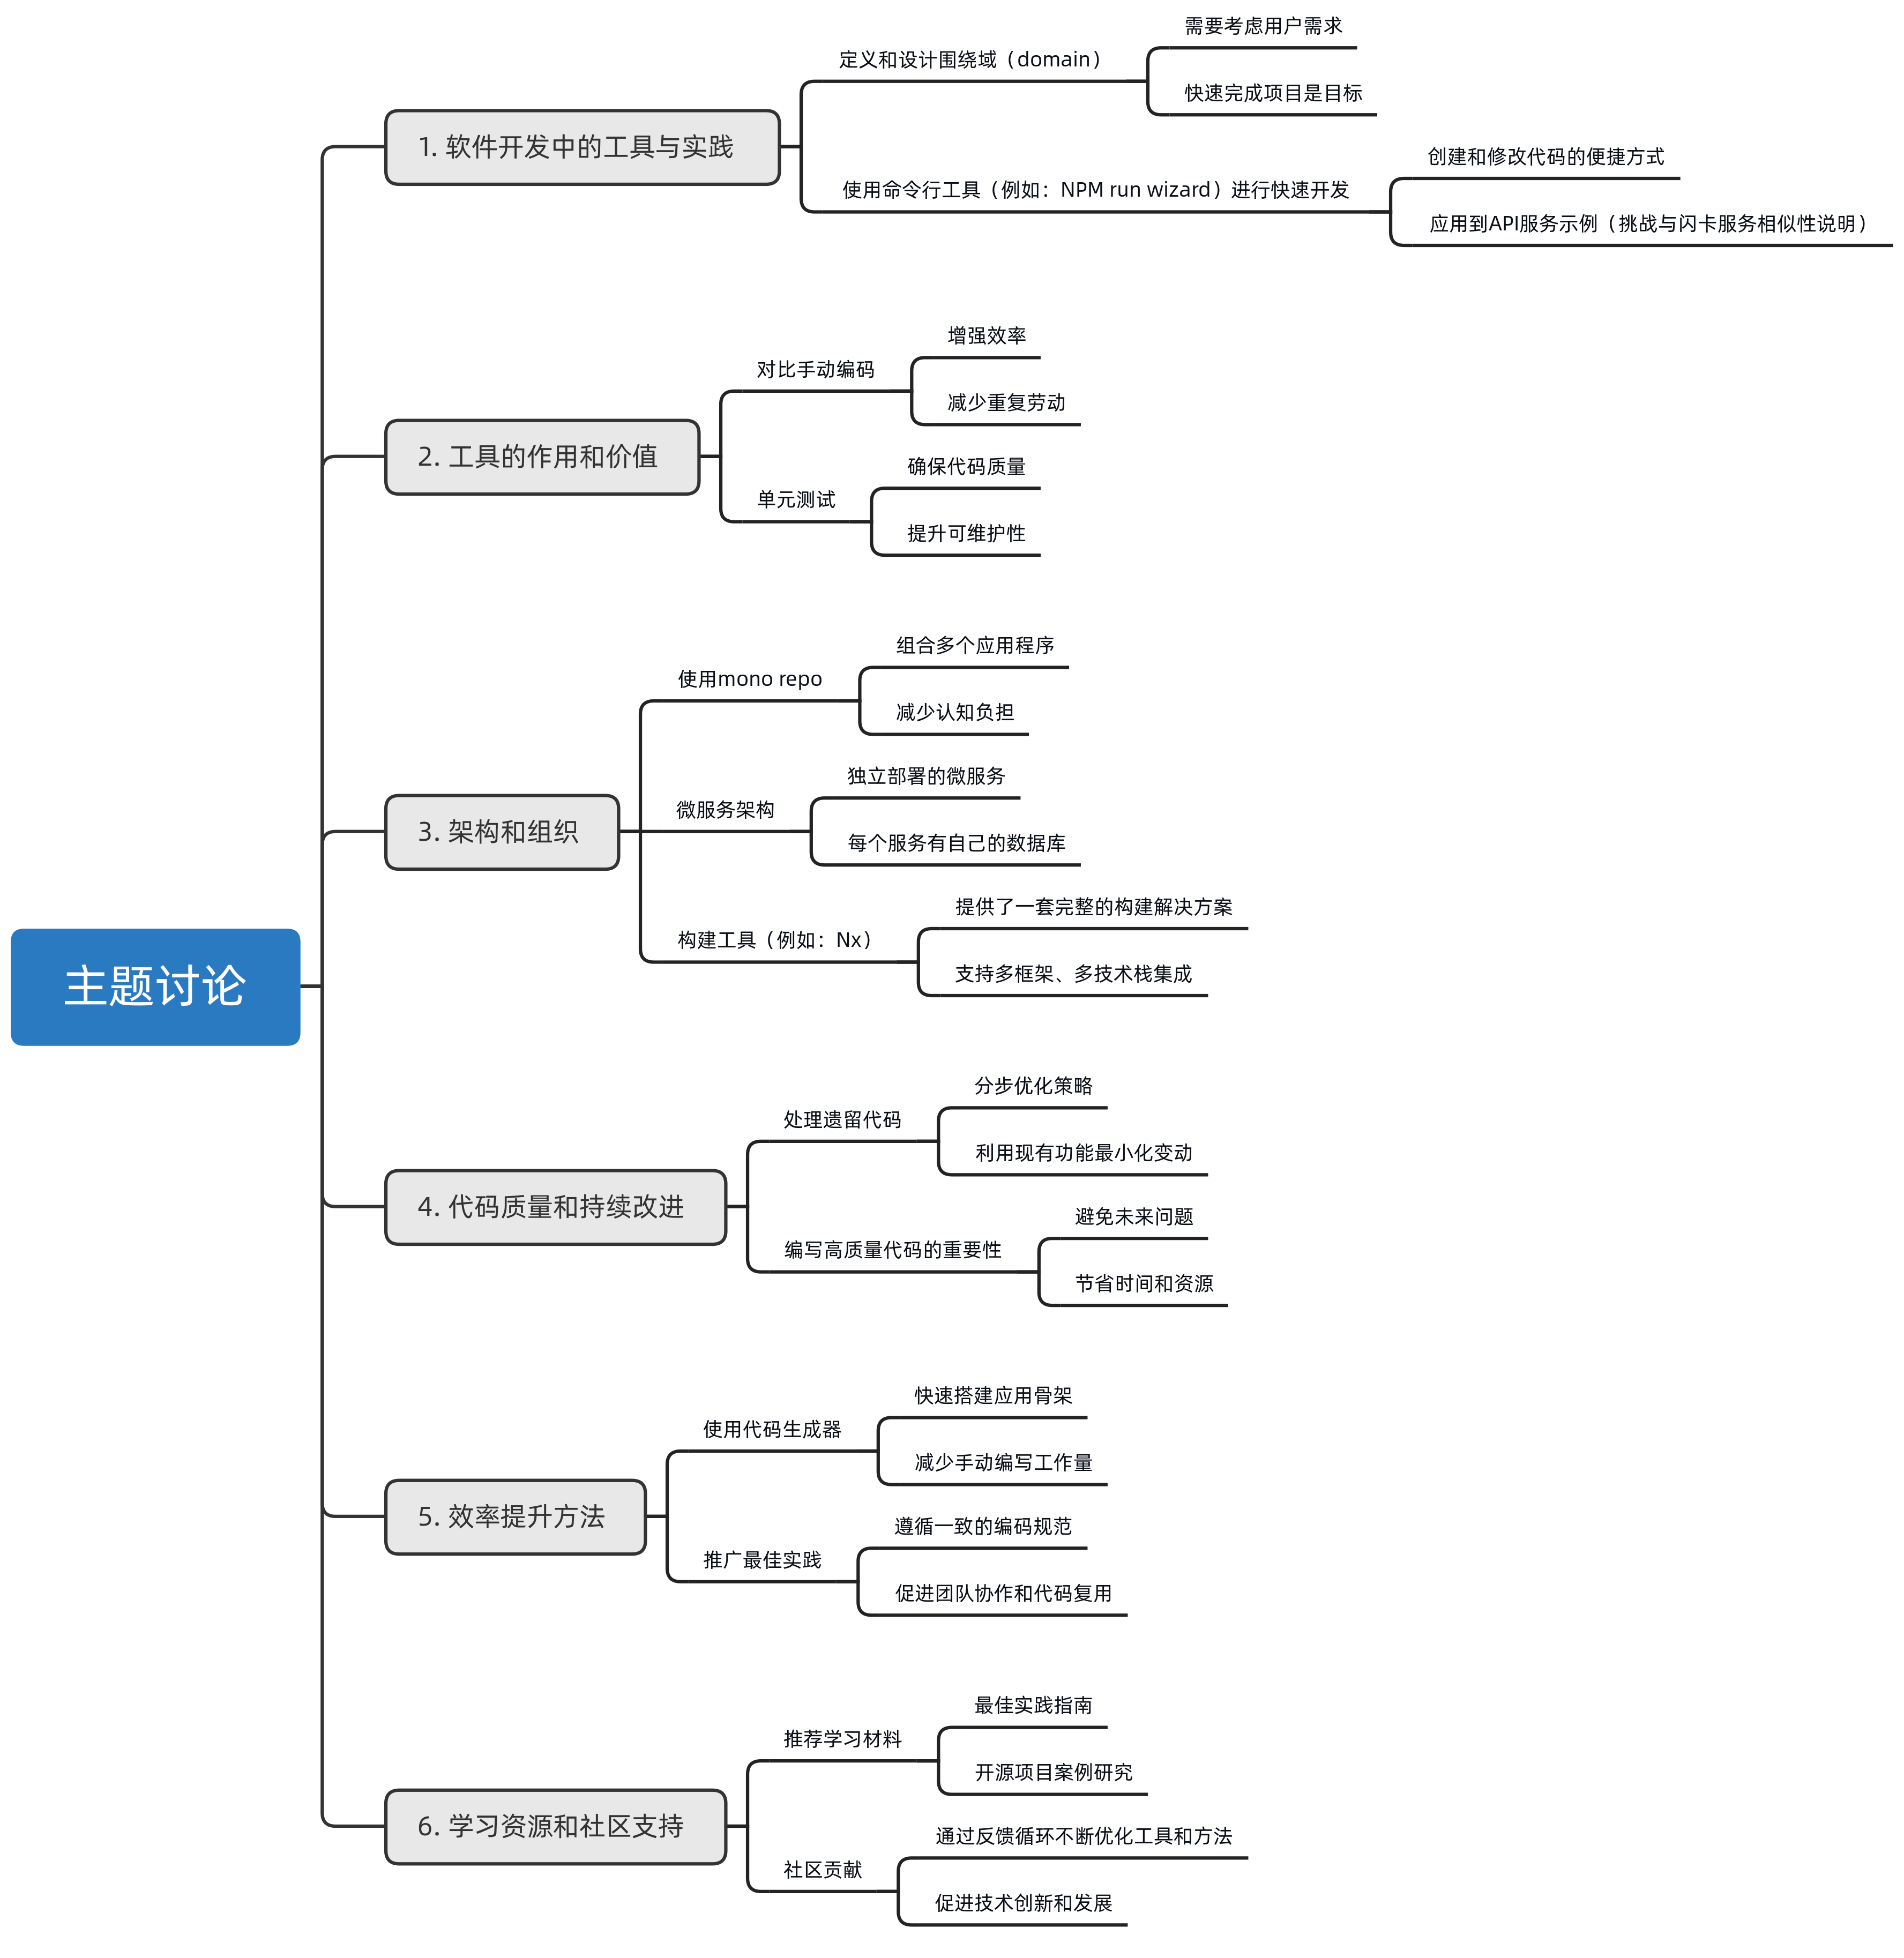 主题讨论
1. 软件开发中的工具与实践
定义和设计围绕域（domain）
需要考虑用户需求
快速完成项目是目标
使用命令行工具（例如：NPM run wizard）进行快速开发
创建和修改代码的便捷方式
应用到API服务示例（挑战与闪卡服务相似性说明）
2. 工具的作用和价值
对比手动编码
增强效率
减少重复劳动
单元测试
确保代码质量
提升可维护性
3. 架构和组织
使用mono repo
组合多个应用程序
减少认知负担
微服务架构
独立部署的微服务
每个服务有自己的数据库
构建工具（例如：Nx）
提供了一套完整的构建解决方案
支持多框架、多技术栈集成
4. 代码质量和持续改进
处理遗留代码
分步优化策略
利用现有功能最小化变动
编写高质量代码的重要性
避免未来问题
节省时间和资源
5. 效率提升方法
使用代码生成器
快速搭建应用骨架
减少手动编写工作量
推广最佳实践
遵循一致的编码规范
促进团队协作和代码复用
6. 学习资源和社区支持
推荐学习材料
最佳实践指南
开源项目案例研究
社区贡献
通过反馈循环不断优化工具和方法
促进技术创新和发展